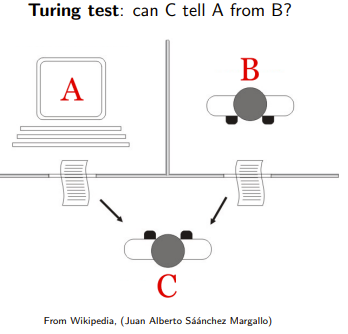 Turing test: can C tell A from B?
A
B
C
From Wikipedia, (Juan Alberto Sáánchez Margallo)